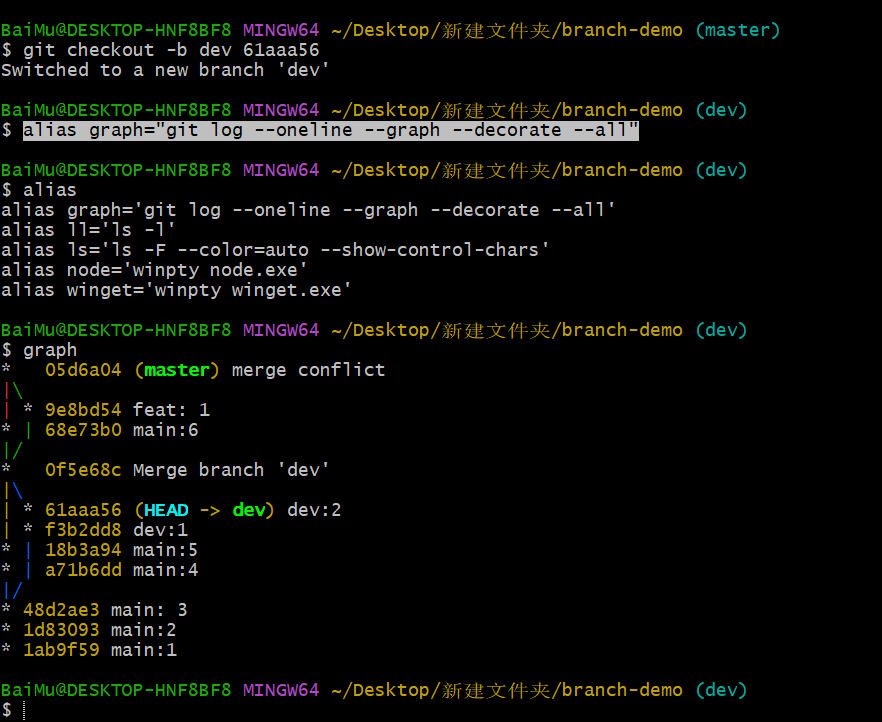 BaiMu@DESKTOP-HNF8BF8 MINGW64 ~/Desktop/新建文件夹/branch-demo (master)
$ git checkout -b dev 61aaa56
Switched to a new branch 'dev'
BaiMu@DESKTOP-HNF8BF8 MINGW64 ~/Desktop/新建文件夹/branch-demo (dev)
$ alias graph="git log --oneline --graph --decorate --all"
BaiMu@DESKTOP-HNF8BF8 MINGW64 ~/Desktop/新建文件夹/branch-demo (dev)
$ alias
alias graph='git log --oneline --graph --decorate --all'
alias ll='ls -l'
alias ls='ls -F --color=auto --show-control-chars'
alias node='winpty node.exe'
alias winget='winpty winget.exe'
BaiMu@DESKTOP-HNF8BF8 MINGW64 ~/Desktop/新建文件夹/branch-demo (dev)
$ graph
*   05d6a04 (master) merge conflict
|\
| * 9e8bd54 feat: 1
* | 68e73b0 main:6
|/
*   0f5e68c Merge branch 'dev'
|\
| * 61aaa56 (HEAD -> dev) dev:2
| * f3b2dd8 dev:1
* | 18b3a94 main:5
* | a71b6dd main:4
|/
* 48d2ae3 main: 3
* 1d83093 main:2
* 1ab9f59 main:1
BaiMu@DESKTOP-HNF8BF8 MINGW64 ~/Desktop/新建文件夹/branch-demo (dev)
$